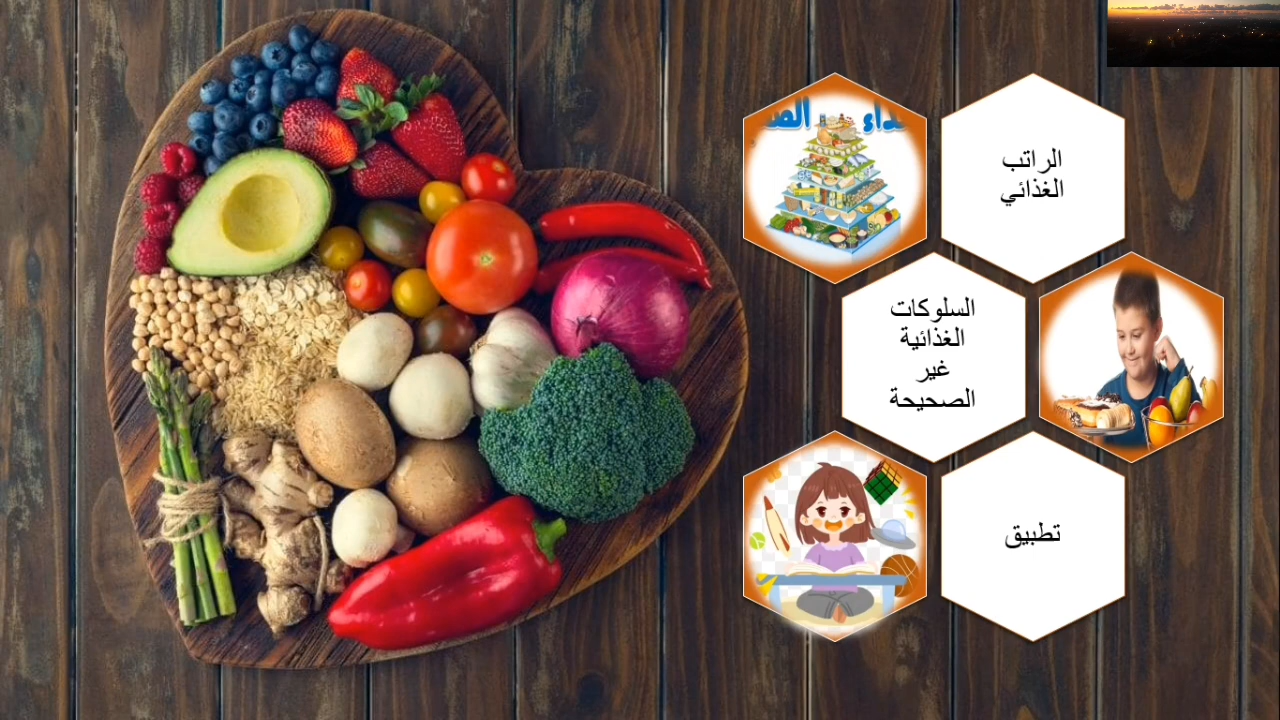 الراتب
الغذائي
السلوكات
الغذائية
غير
الصحيحة
تطبيق